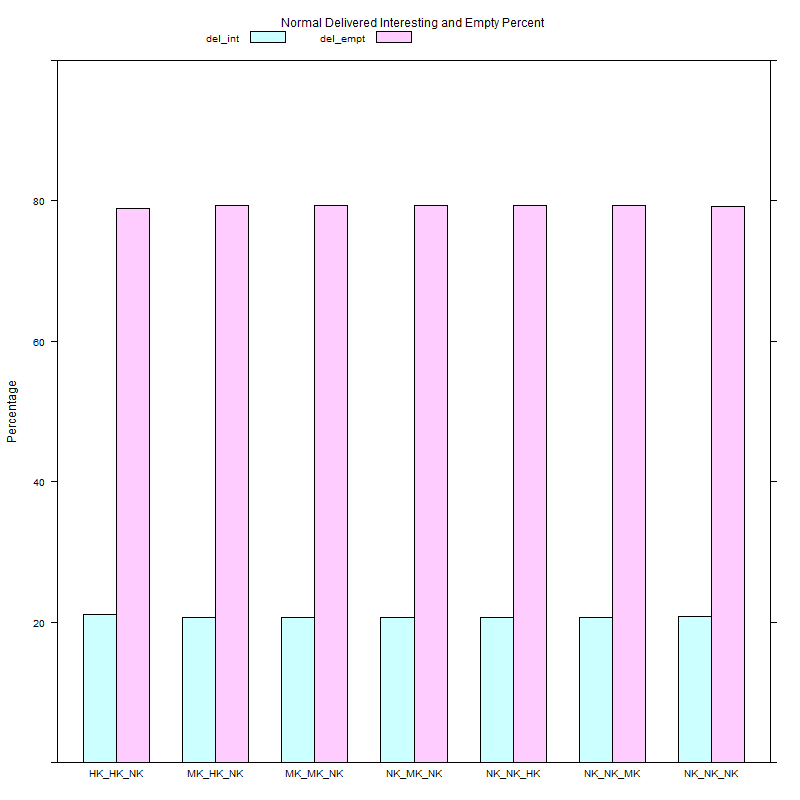 Normal Delivered Interesting and Empty Percent
del_int del_empt
80
60
40
20
Percentage
HK_HK_NK MK_HK_NK MK_MK_NK NK_MK_NK NK_NK_HK NK_NK_MK NK_NK_NK